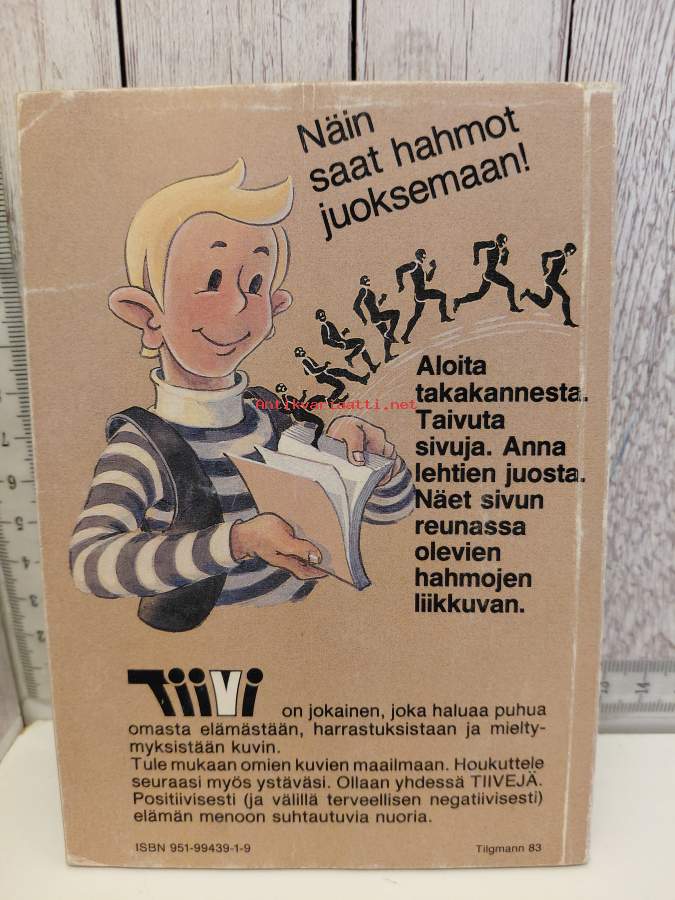 Näin
saat hahmot
juoksemaan!
Antikvariaatti.net
Aloita
takakannesta.
Taivuta
sivuja. Anna
lehtien juosta.
Näet sivun
reunassa
olevien
hahmojen
liikkuvan.
TiiVi on jokainen, joka haluaa puhua
omasta elämästään, harrastuksistaan ja mielty-
myksistään kuvin.
Tule mukaan omien kuvien maailmaan. Houkuttele
seuraasi myös ystäväsi. Ollaan yhdessä TIIVEJÄ.
Positiivisesti (ja välillä terveellisen negatiivisesti)
elämän menoon suhtautuvia nuoria.
ISBN 951-99439-1-9 Tilgmann 83